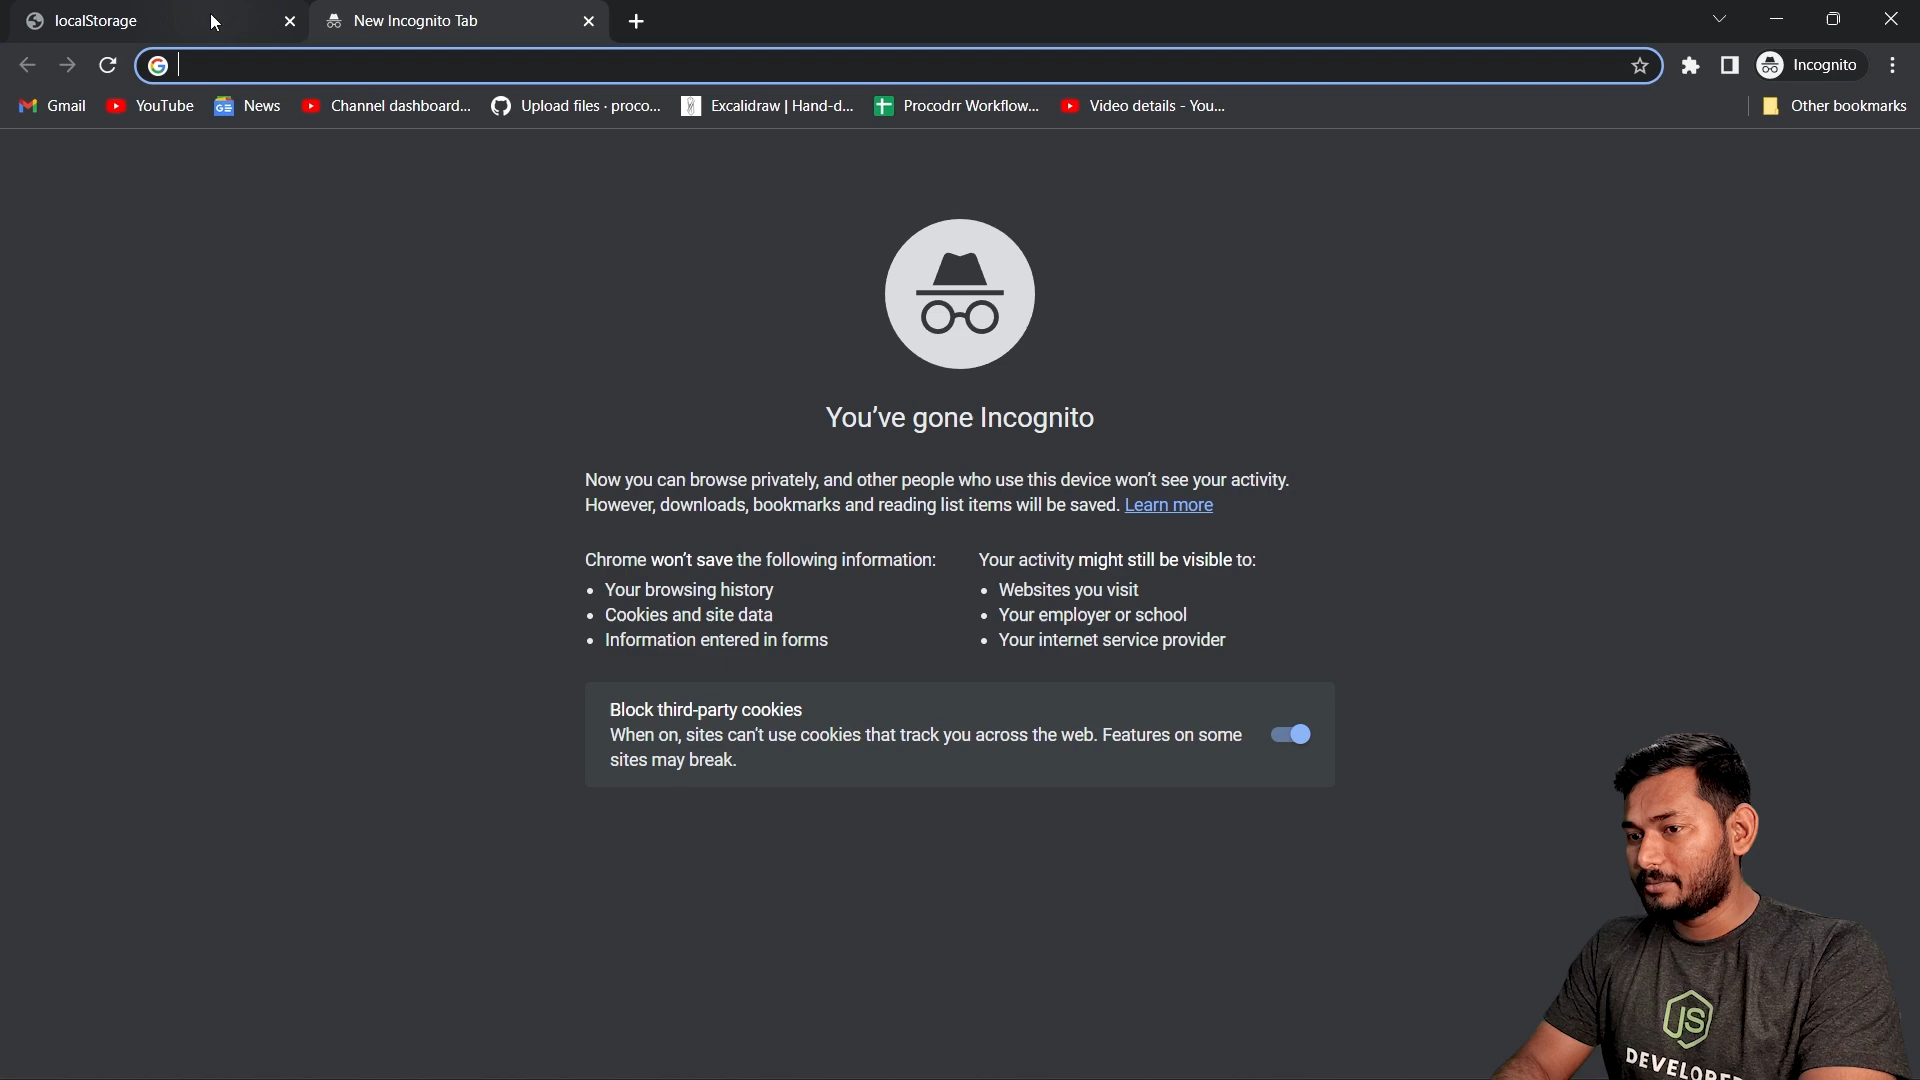 localStorage
New Incognito Tab
Incognito
Gmail
YouTube
News
Channel dashboard...
Upload files · proco...
Excalidraw | Hand-d...
Procodrr Workflow...
Video details - You...
Other bookmarks
You've gone Incognito
Now you can browse privately, and other people who use this device won't see your activity.
However, downloads, bookmarks and reading list items will be saved. Learn more
Chrome won't save the following information:
• Your browsing history
• Cookies and site data
• Information entered in forms
Your activity might still be visible to:
• Websites you visit
• Your employer or school
• Your internet service provider
Block third-party cookies
When on, sites can't use cookies that track you across the web. Features on some
sites may break.
JS